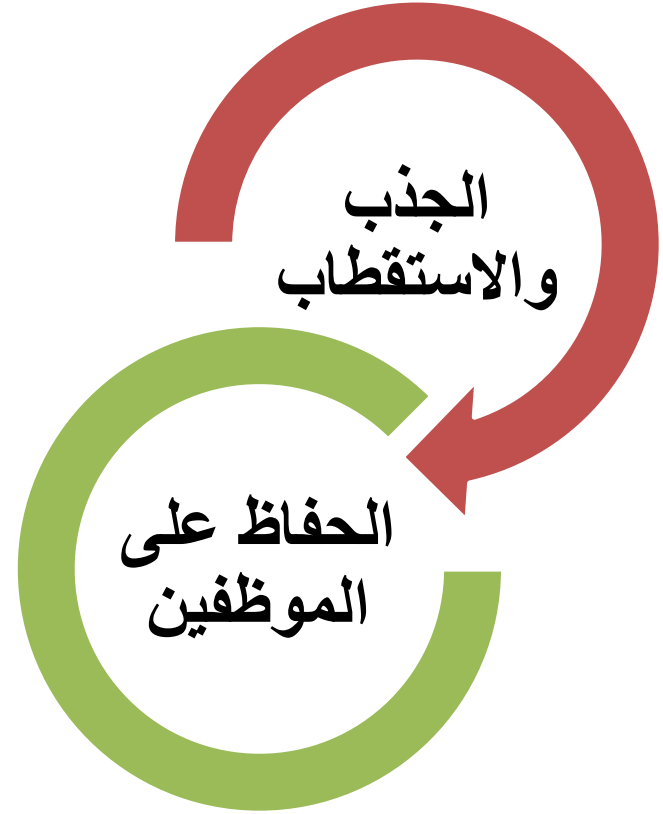 الجذب
والاستقطاب
الحفاظ على
الموظفين